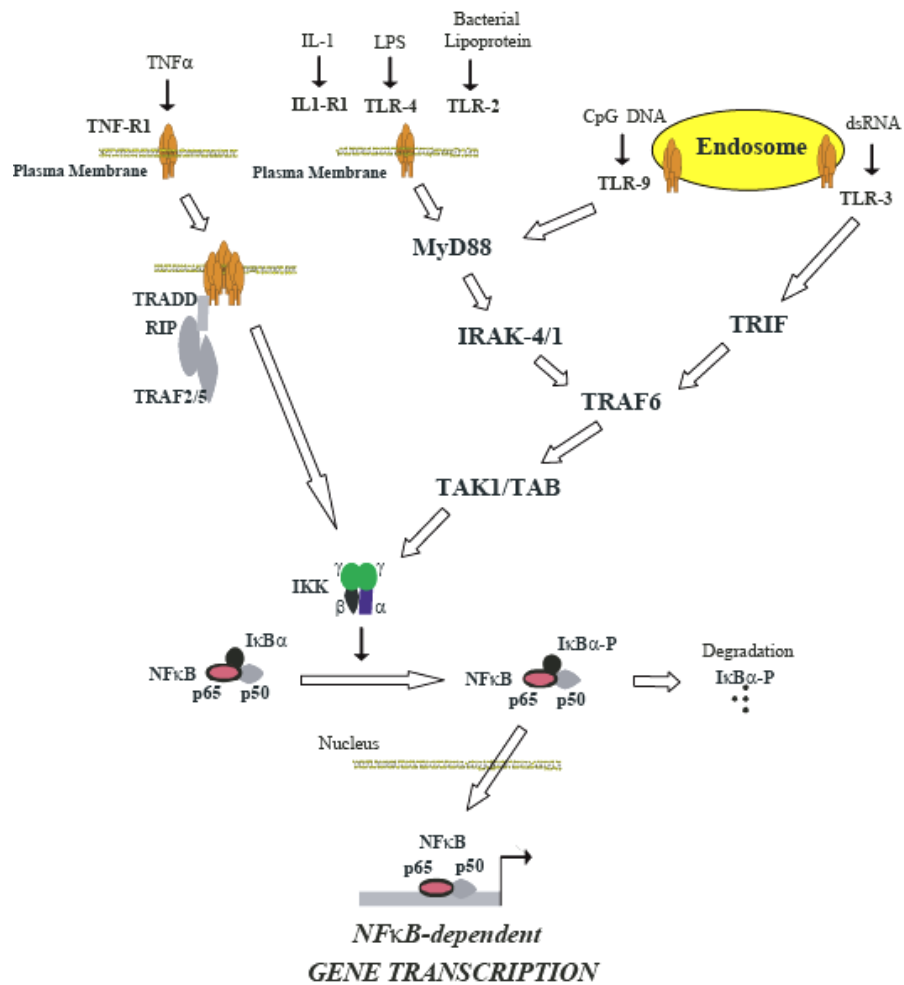 TNFα
TNF-R1
Plasma Membrane
IL-1
IL1-R1
LPS
TLR-4
Bacterial
Lipoprotein
TLR-2
Plasma Membrane
CpG DNA
TLR-9
Endosome
dsRNA
TLR-3
MyD88
IRAK-4/1
TRIF
TRAF6
TAK1/TAB
TRADD
RIP
TRAF2/5
IKK
γ γ
β α
IκBα
NFκB
p65 p50
IκBα-P
NFκB
p65 p50
Degradation
IκBα-P
Nucleus
NFκB
p65 p50
NFκB-dependent
GENE TRANSCRIPTION